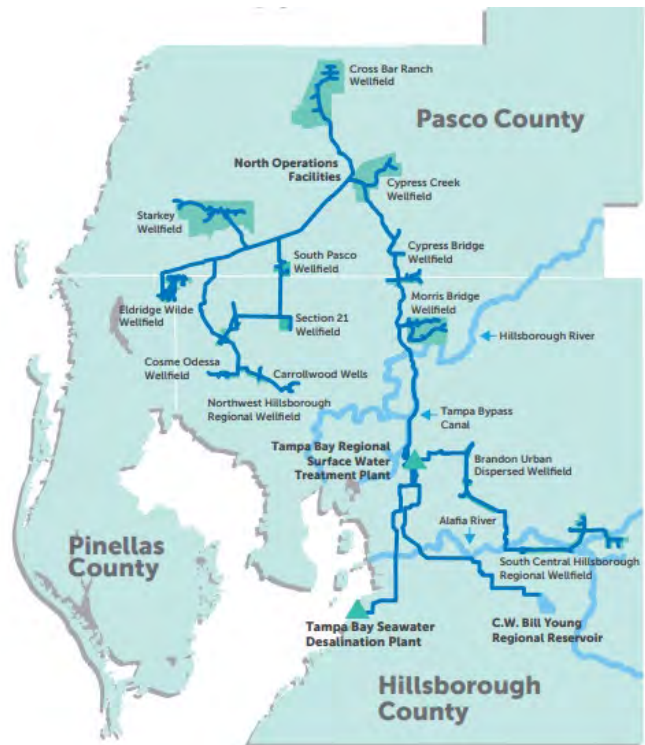 Cross Bar Ranch
Wellfield
Pasco County
North Operations
Facilities
Cypress Creek
Wellfield
Starkey
Wellfield
Cypress Bridge
Wellfield
South Pasco
Wellfield
Morris Bridge
Wellfield
Eldridge Wilde
Wellfield
Section 21
Wellfield
Hillsborough River
Cosme Odessa
Wellfield
Carrollwood Wells
Northwest Hillsborough
Regional Wellfield
Tampa Bypass
Canal
Tampa Bay Regional
Surface Water
Treatment Plant
Brandon Urban
Dispersed Wellfield
Alafia River
Pinellas
County
South Central Hillsborough
Regional Wellfield
Tampa Bay Seawater
Desalination Plant
C.W. Bill Young
Regional Reservoir
Hillsborough
County